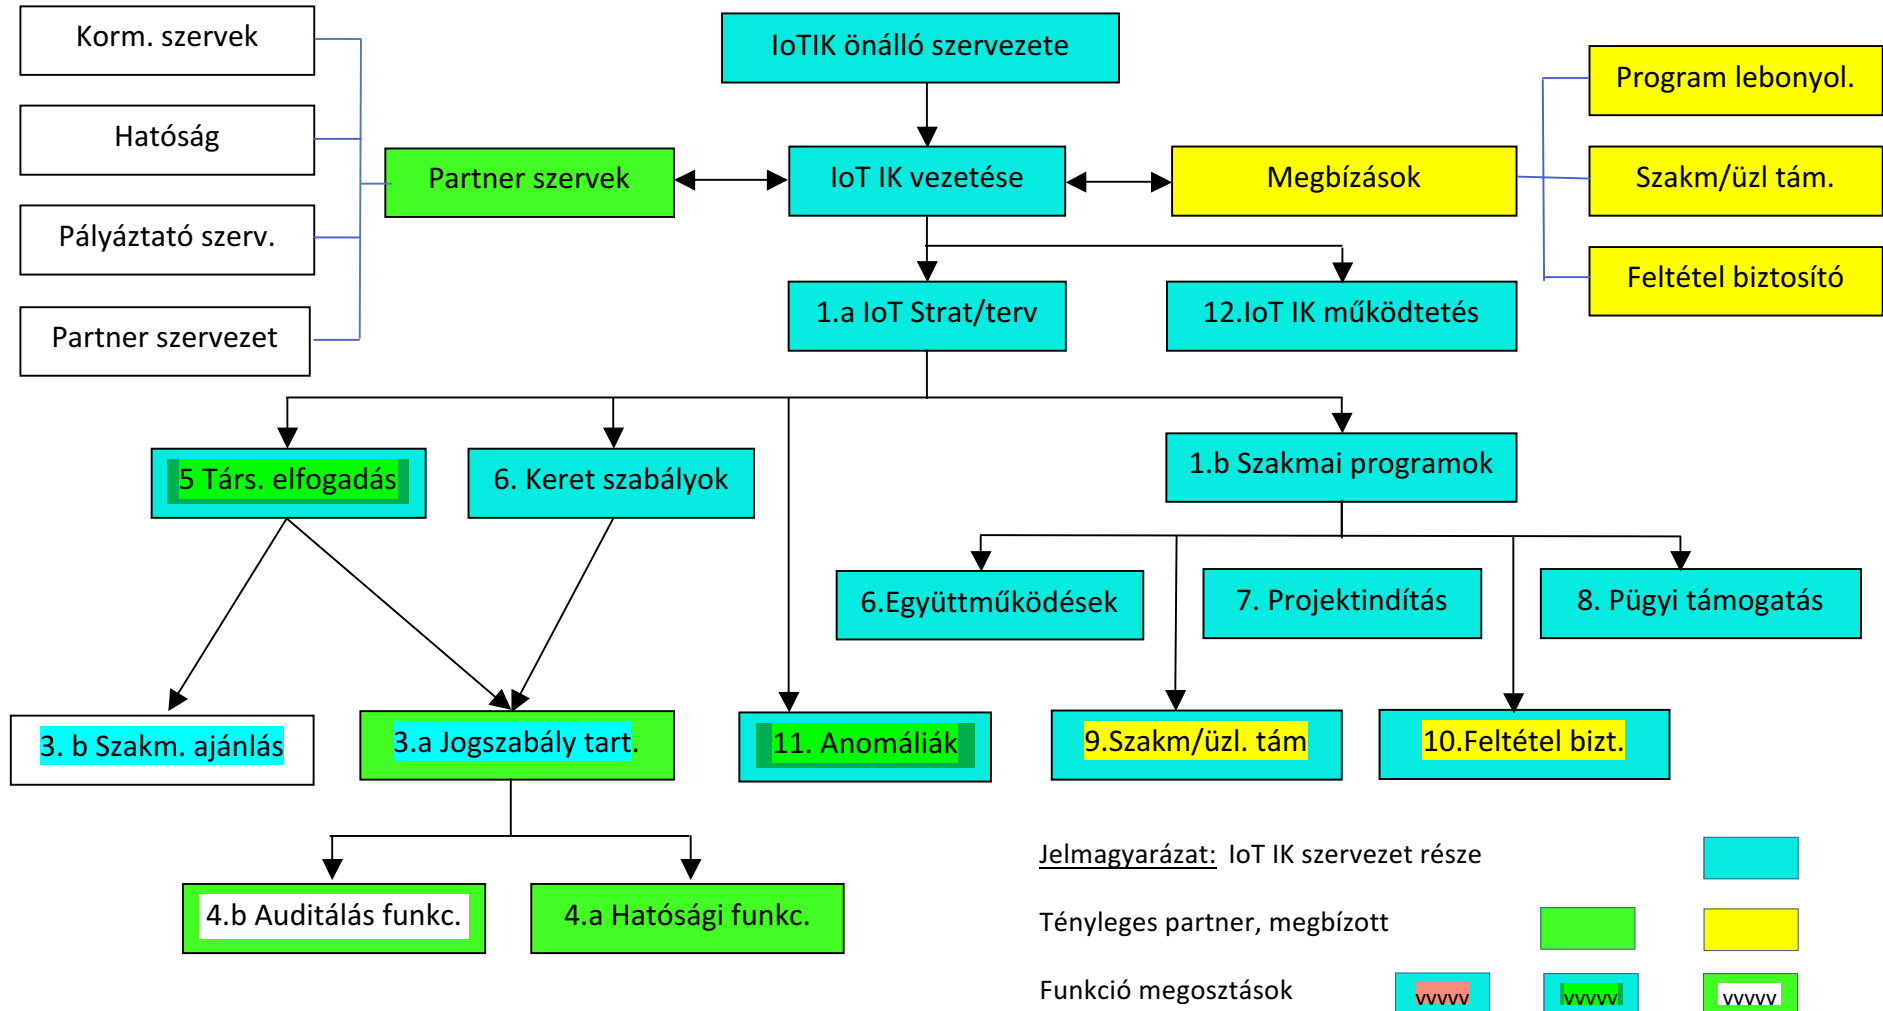 Korm. szervek
IoTIK önálló szervezete
Program lebonyol.
Hatóság
Partner szervek
IoT IK vezetése
Megbízások
Szakm/üzl tám.
Pályáztató szerv.
Feltétel biztosító
Partner szervezet
1.a IoT Strat/terv
12.IoT IK működtetés
5 Társ. elfogadás
6. Keret szabályok
1.b Szakmai programok
6.Együttműködések
7. Projektindítás
8. Pügyi támogatás
3. b Szakm. ajánlás
3.a Jogszabály tart.
11. Anomáliák
9.Szakm/üzl. tám
10.Feltétel bizt.
4.b Auditálás funkc.
4.a Hatósági funkc.
Jelmagyarázat: IoT IK szervezet része
Tényleges partner, megbízott
Funkció megosztások
vvvvv
vvvvv
vvvvv